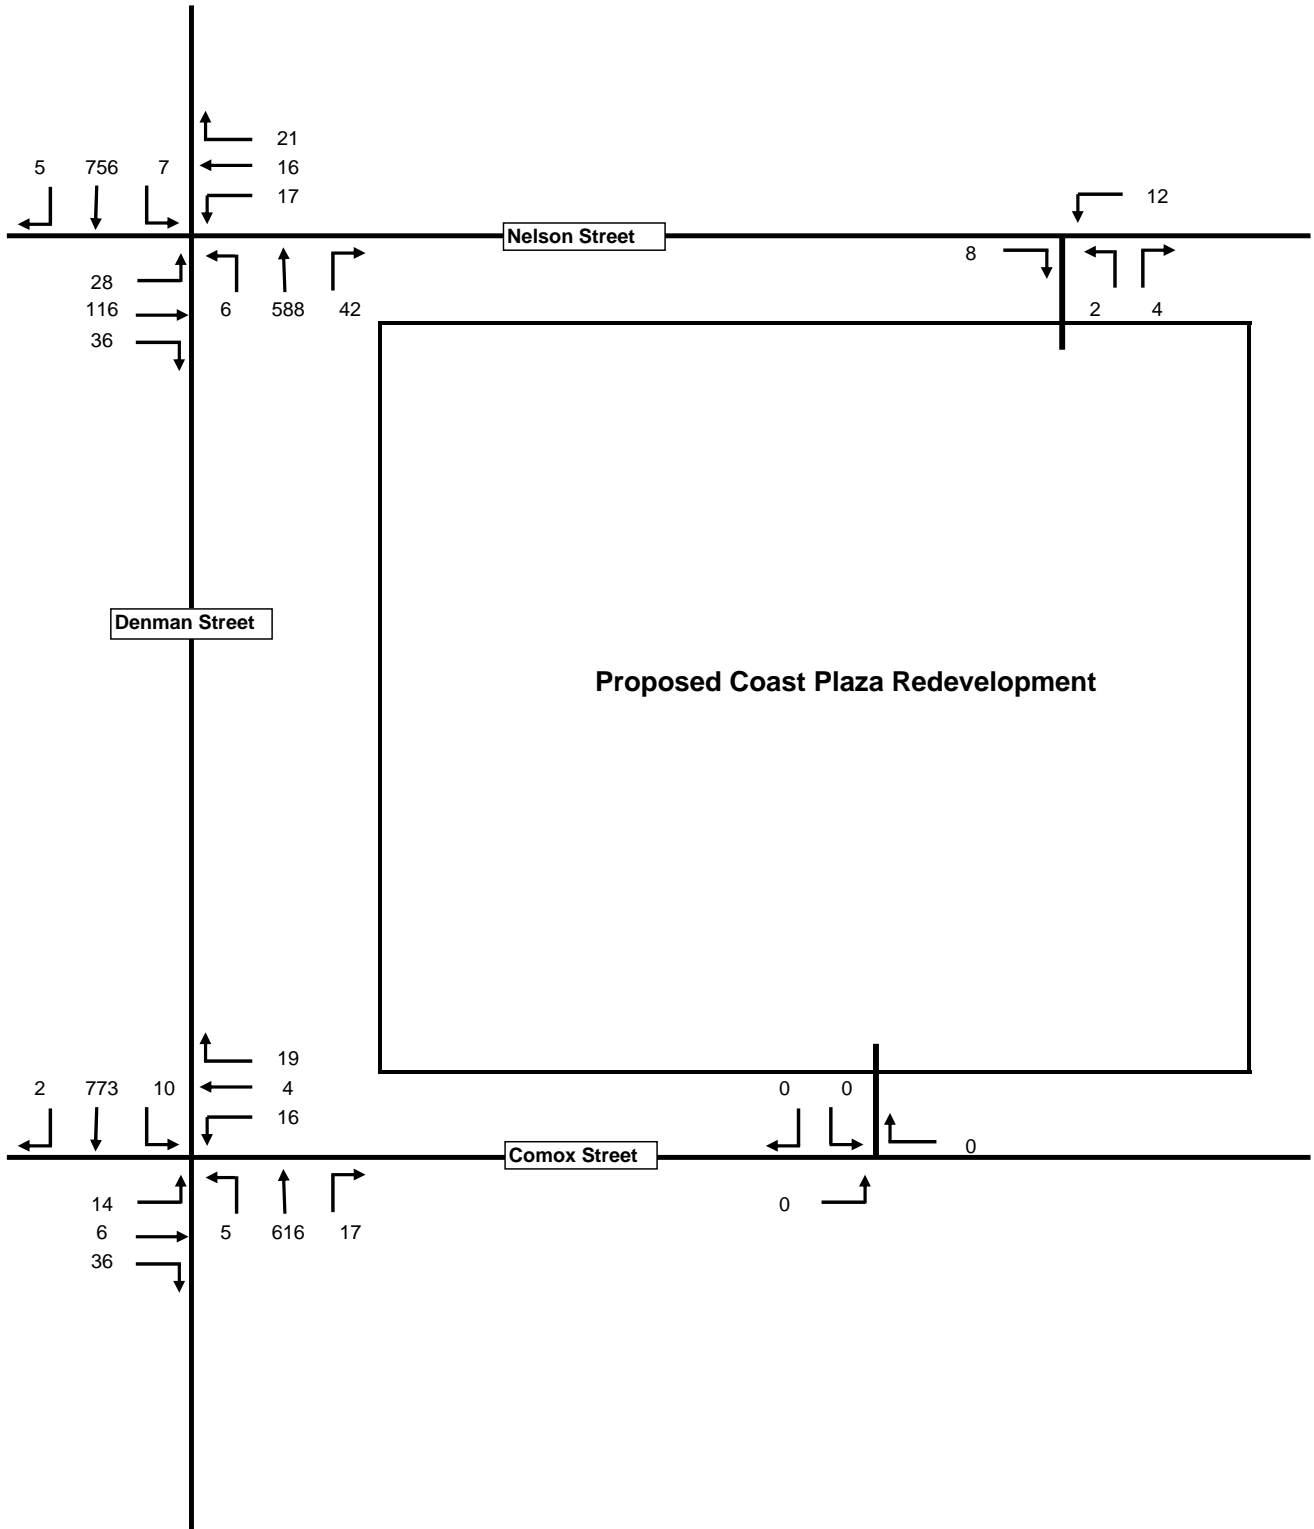 21
5 756 7 16
17 12
Nelson Street
8
28
116 6 588 42 2 4
36
Denman Street
Proposed Coast Plaza Redevelopment
19
2 773 10 4 0 0
16
Comox Street 0
14 0
6 5 616 17
36